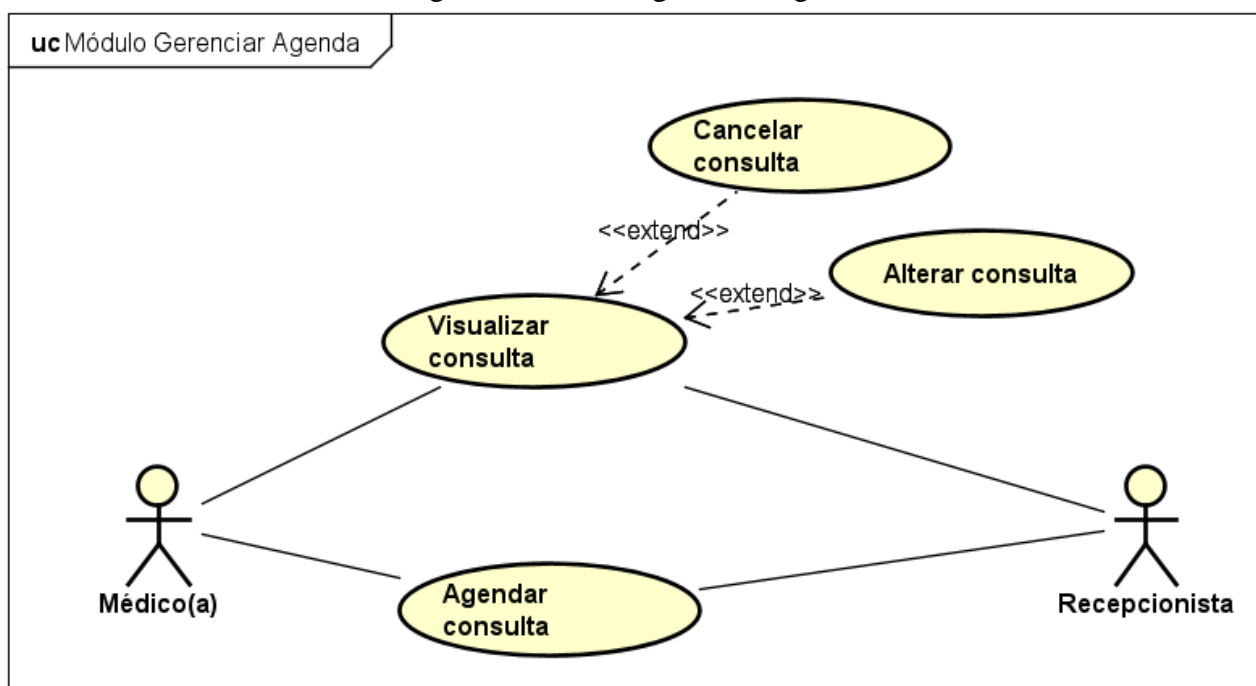 uc Módulo Gerenciar Agenda
Cancelar
consulta
<<extend>>
Alterar consulta
<<extend>>
Visualizar
consulta
Médico(a)
Agendar
consulta
Recepcionista